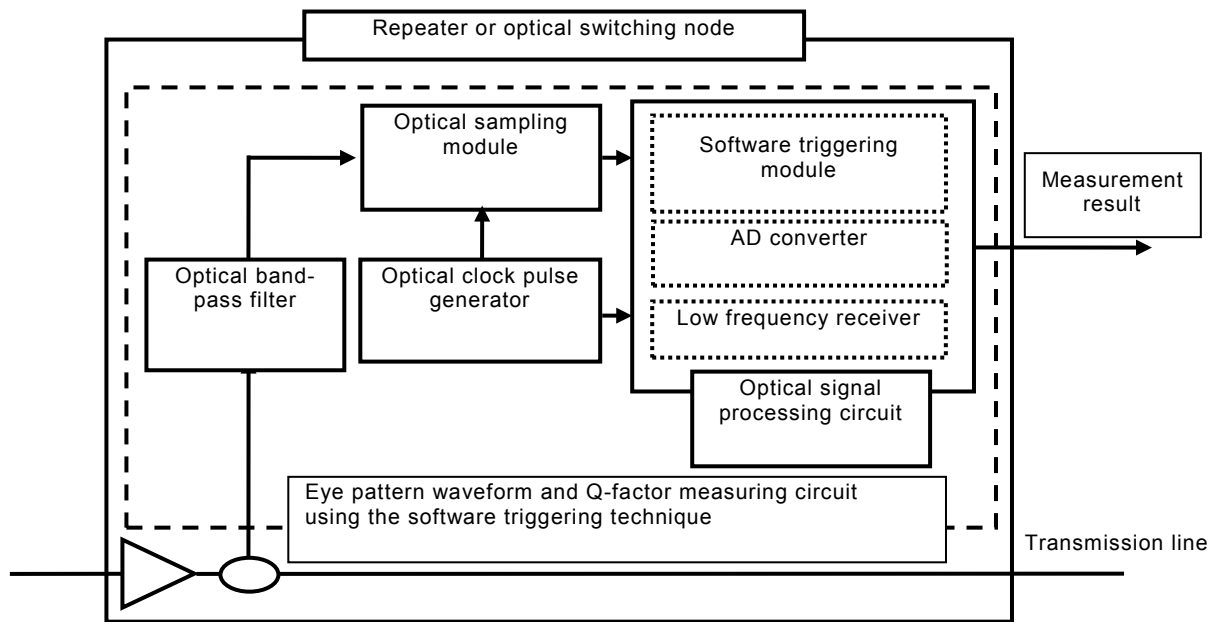 Repeater or optical switching node
Optical sampling
module
Software triggering
module
Measurement
result
AD converter
Optical band-
pass filter
Optical clock pulse
generator
Low frequency receiver
Optical signal
processing circuit
Eye pattern waveform and Q-factor measuring circuit
using the software triggering technique
Transmission line